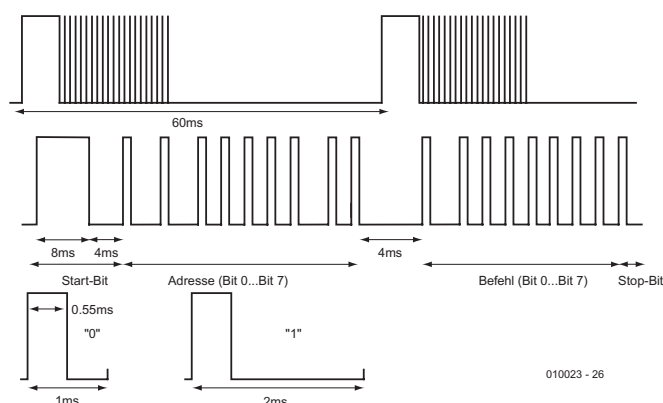 60ms
8ms 4ms 4ms
Start-Bit Adresse (Bit 0...Bit 7) Befehl (Bit 0...Bit 7) Stop-Bit
0.55ms
"0" "1"
010023 - 26
1ms 2ms